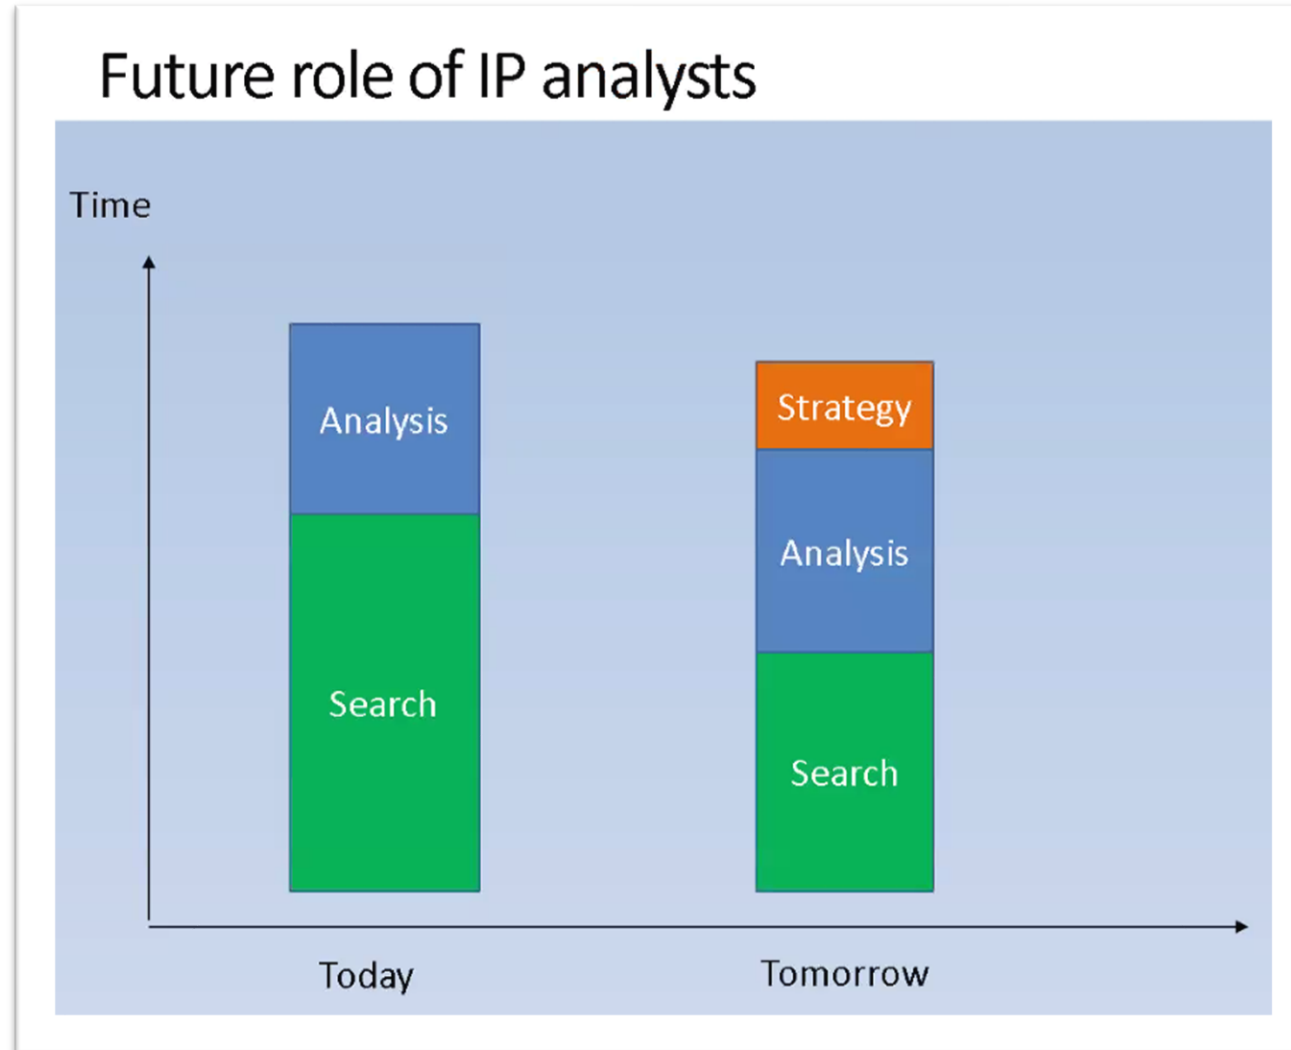 Future role of IP analysts
Time
Analysis
Search
Strategy
Analysis
Search
Today
Tomorrow